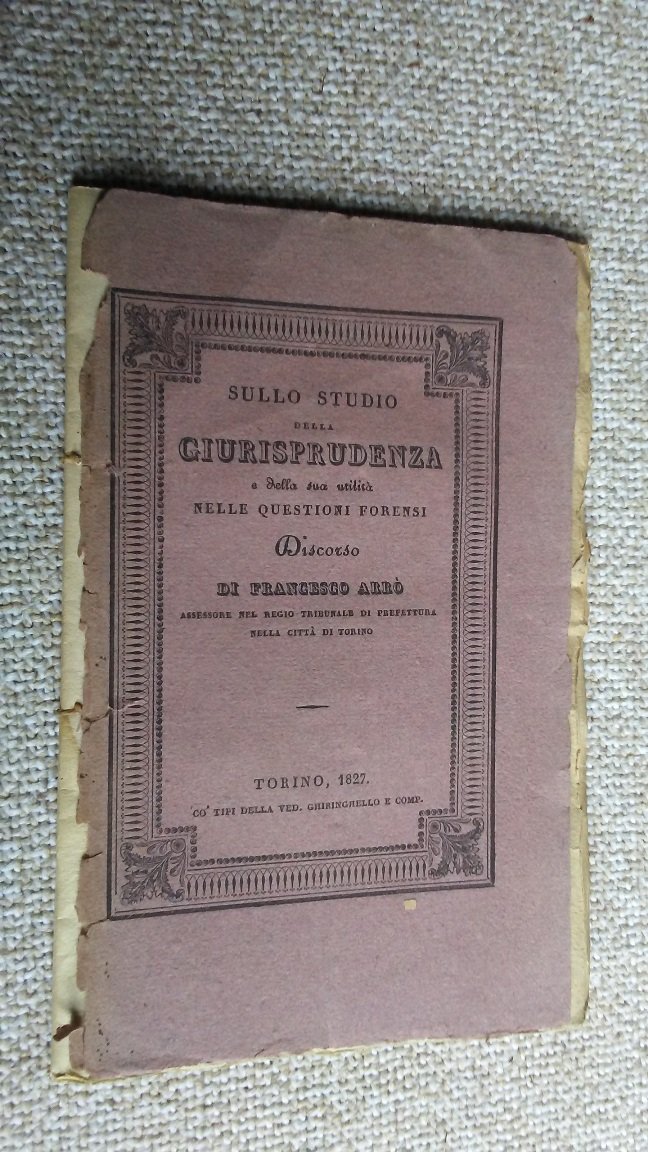 SULLO STUDIO
DELLA
GIURISPRUDENZA
e della sua utilità
NELLE QUESTIONI FORENSI
Discorso
DI FRANCESCO ARRÒ
ASSESSORE NEL REGIO TRIBUNALE DI PREFETTURA
NELLA CITTÀ DI TORINO
TORINO, 1827.
CO' TIPI DELLA VED. GHIRINGHELLO E COMP.